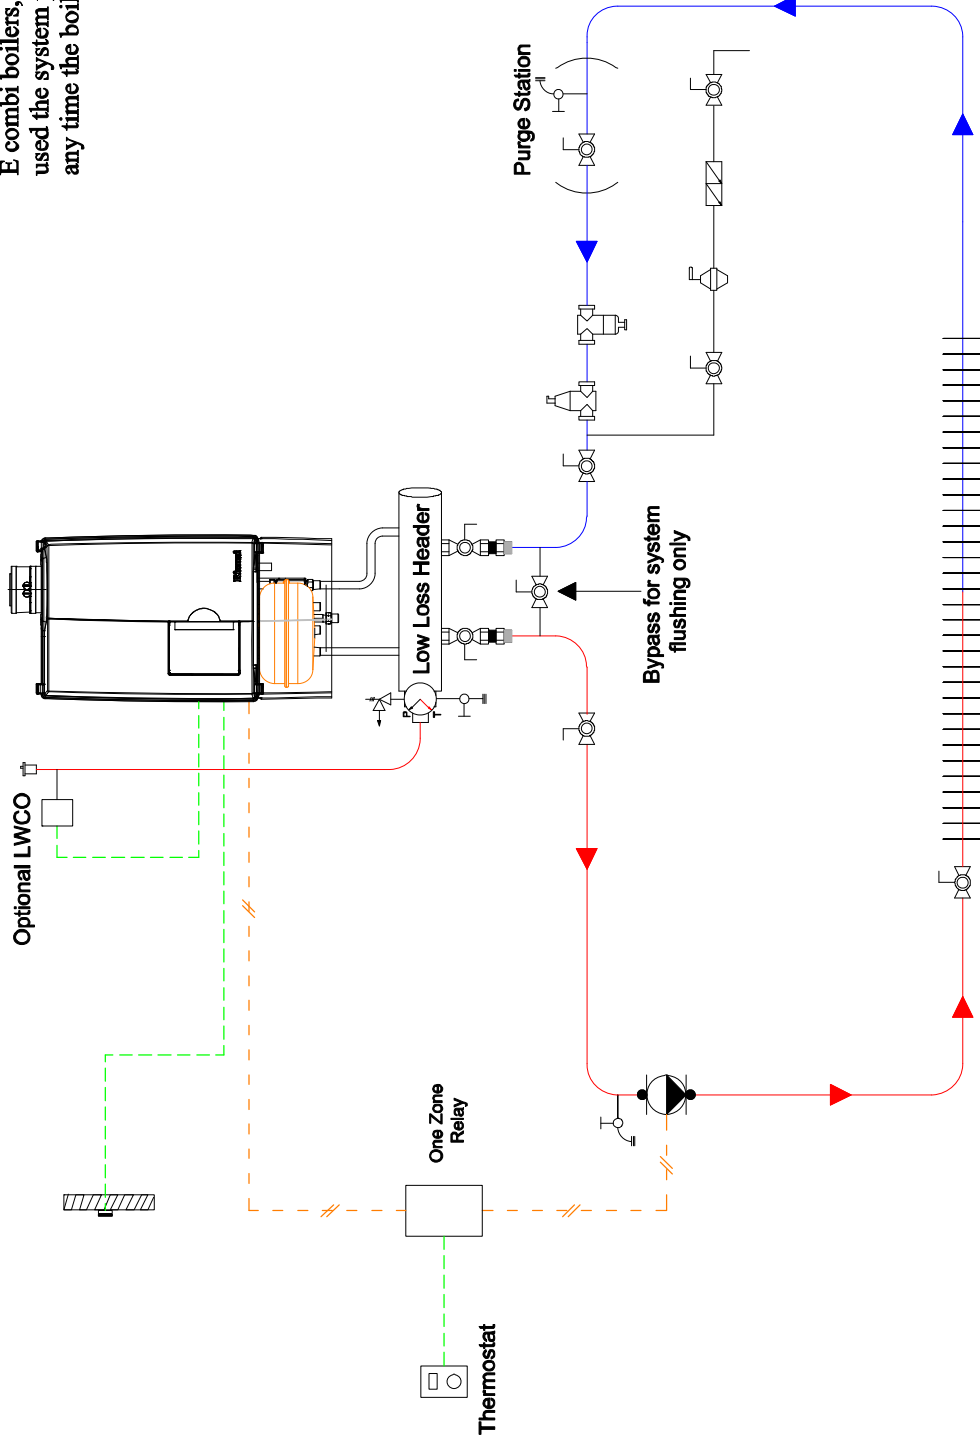 E combi boilers,
used the system
any time the boil
Purge Station
Rinnai
Low Loss Header
Bypass for system
flushing only
P
T
Optional LWCO
One Zone
Relay
Thermostat